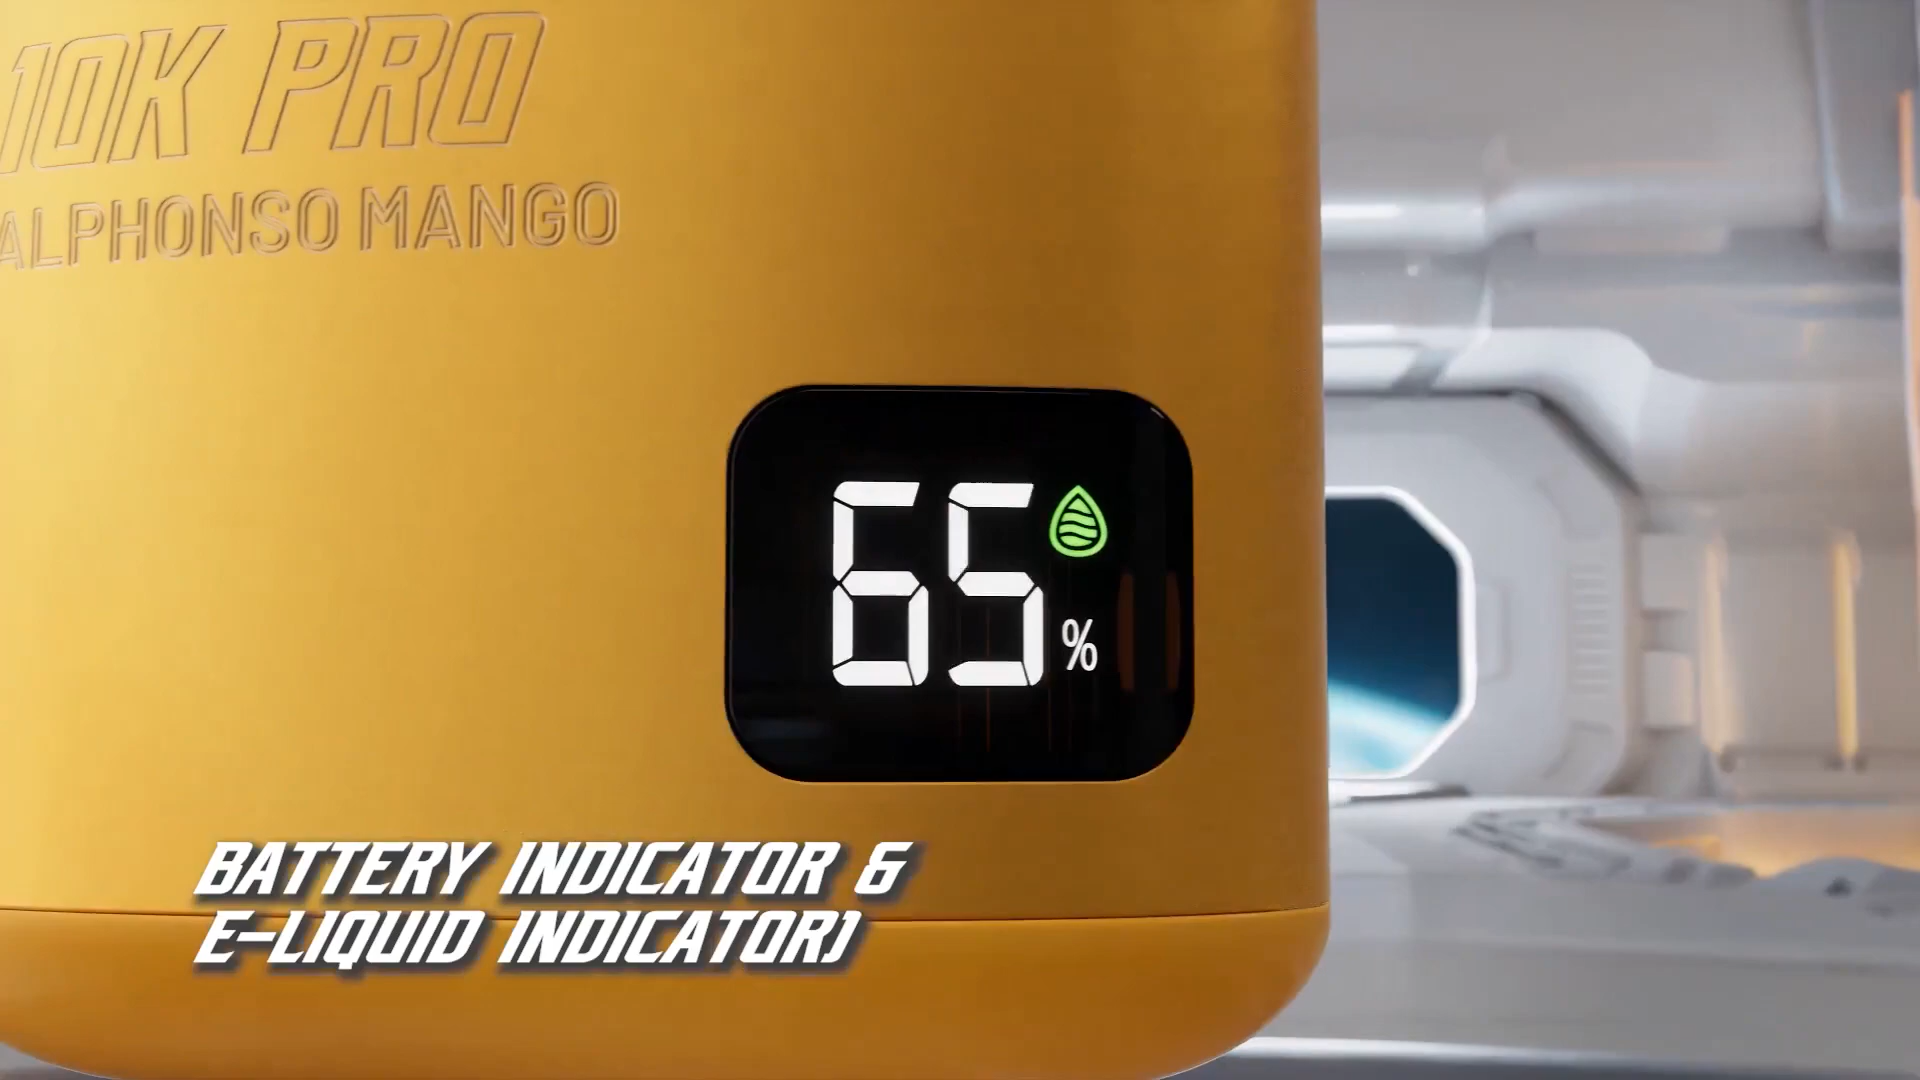 10K PRO
ALPHONSO MANGO
65%
BATTERY INDICATOR &
E-LIQUID INDICATOR)